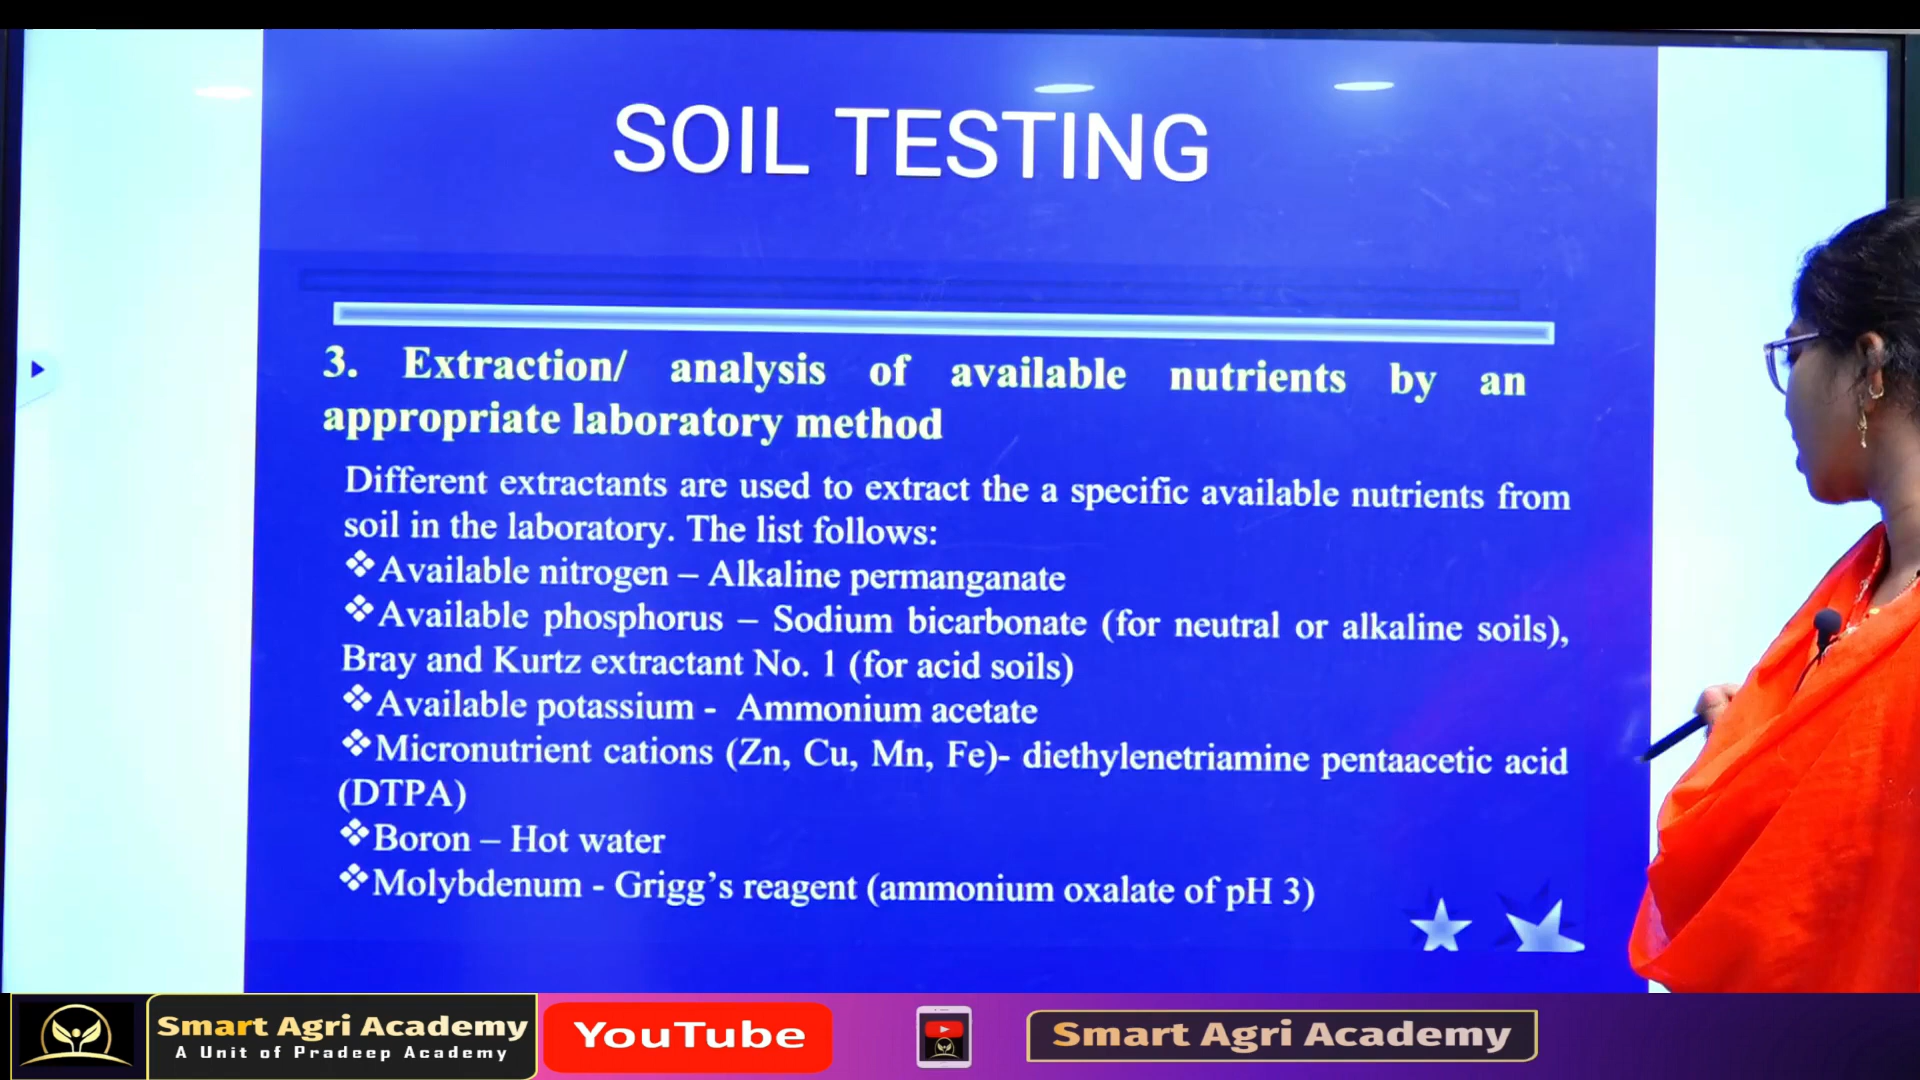 SOIL TESTING
3. Extraction/ analysis of available nutrients by an
appropriate laboratory method
Different extractants are used to extract the a specific available nutrients from
soil in the laboratory. The list follows:
❖Available nitrogen – Alkaline permanganate
❖Available phosphorus – Sodium bicarbonate (for neutral or alkaline soils),
Bray and Kurtz extractant No. 1 (for acid soils)
❖Available potassium - Ammonium acetate
❖Micronutrient cations (Zn, Cu, Mn, Fe)- diethylenetriamine pentaacetic acid
(DTPA)
❖Boron – Hot water
❖Molybdenum - Grigg's reagent (ammonium oxalate of pH 3)
Smart Agri Academy
A Unit of Pradeep Academy
YouTube
Smart Agri Academy